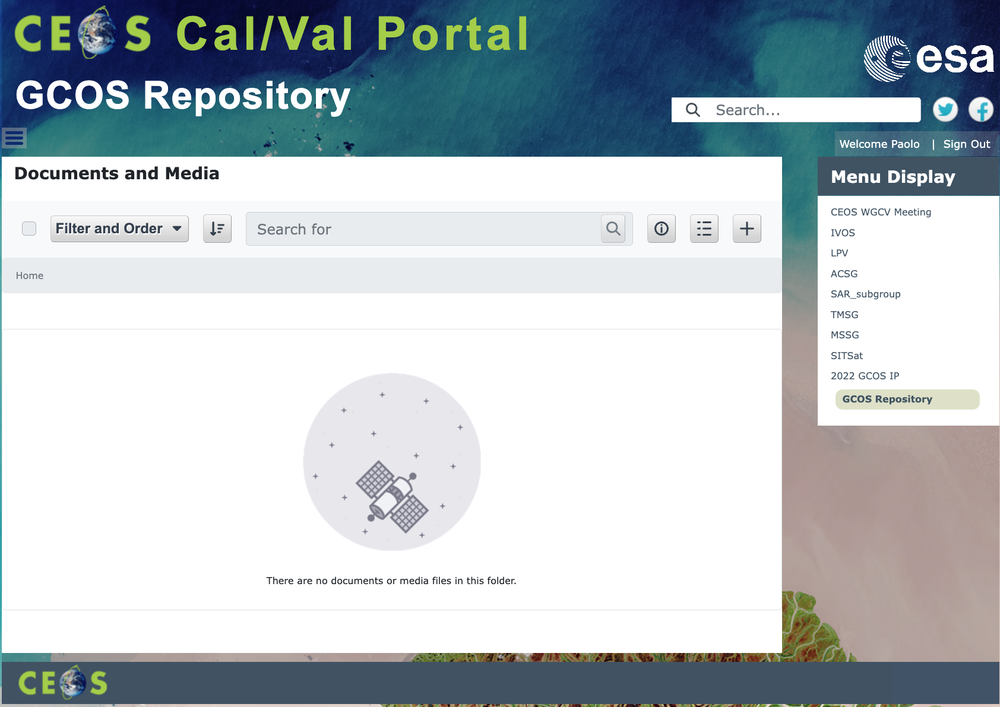 CEOS Cal/Val Portal
esa
GCOS Repository
Search...
Welcome Paolo | Sign Out
Documents and Media
Filter and Order
Search for
Home
There are no documents or media files in this folder.
Menu Display
CEOS WGCV Meeting
IVOS
LPV
ACSG
SAR_subgroup
TMSG
MSSG
SITSat
2022 GCOS IP
GCOS Repository
CEOS